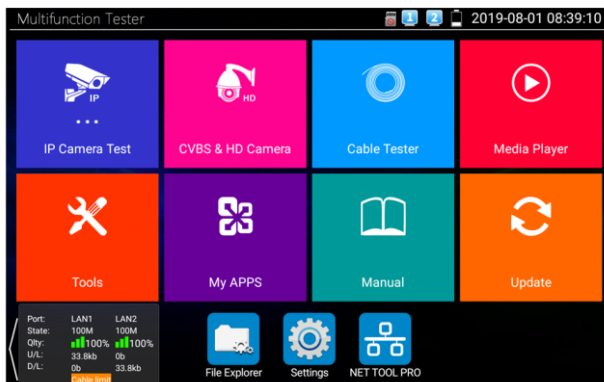 Multifunction Tester 1 2 2019-08-01 08:39:10
IP HD
IP Camera Test CVBS & HD Camera Cable Tester Media Player
Tools My APPS Manual Update
Port: LAN1 LAN2
State: 100M 100M
Qlty: 100% 100%
U/L: 33.8kb 0b
D/L: 0b 33.8kb
Cable limit
File Explorer Settings NET TOOL PRO